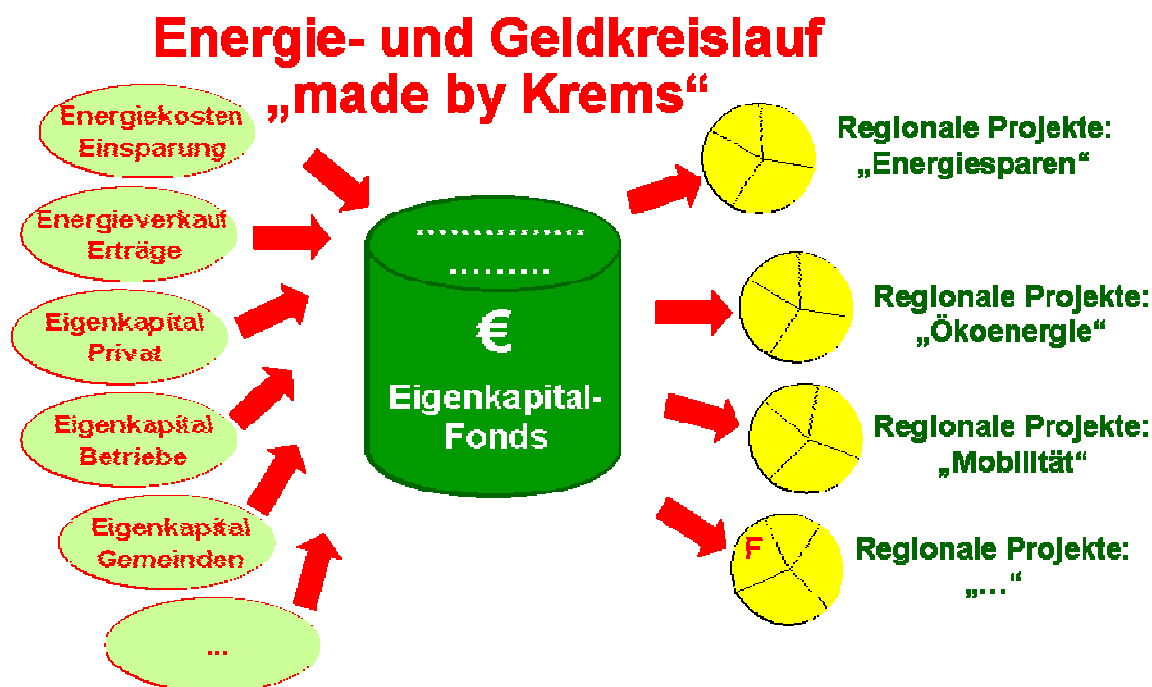 Energie- und Geldkreislauf
„made by Krems“
Energiekosten
Einsparung
Energieverkauf
Erträge
Eigenkapital
Privat
Eigenkapital
Betriebe
Eigenkapital
Gemeinden
...
...............
.........
€
Eigenkapital-
Fonds
Regionale Projekte:
„Energiesparen“
Regionale Projekte:
„Ökoenergie“
Regionale Projekte:
„Mobilität“
F
Regionale Projekte:
„...“